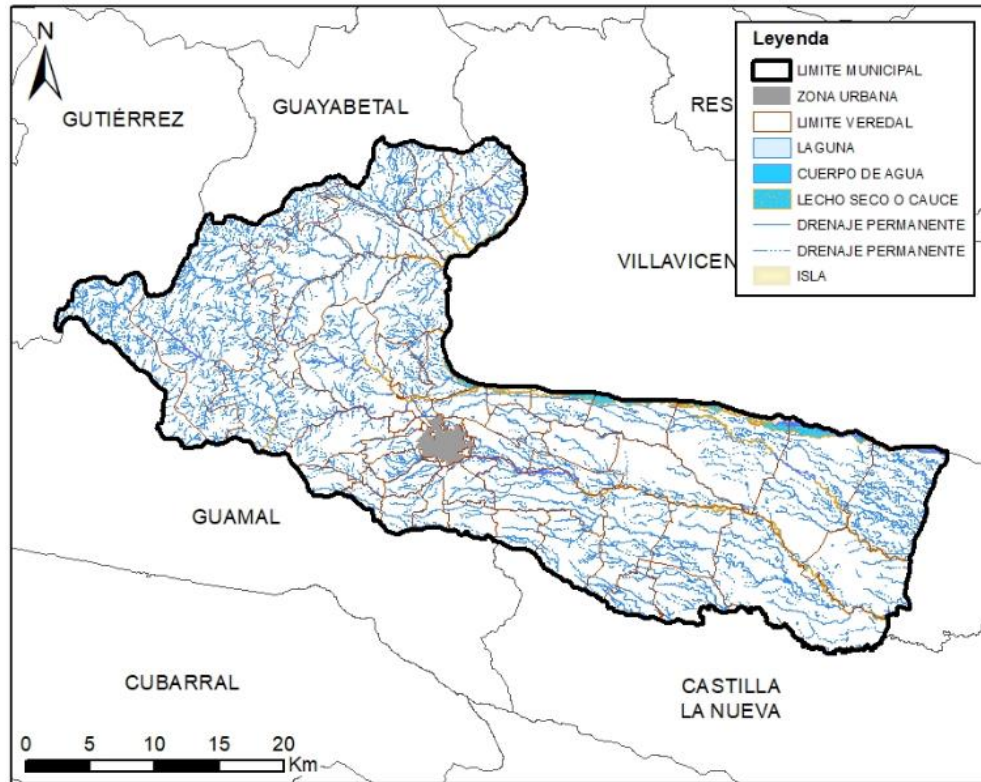 N
GUTIÉRREZ
GUAYABETAL
RES
VILLAVICEN
GUAMAL
CUBARRAL
CASTILLA
LA NUEVA
Leyenda
LIMITE MUNICIPAL
ZONA URBANA
LIMITE VEREDAL
LAGUNA
CUERPO DE AGUA
LECHO SECO O CAUCE
DRENAJE PERMANENTE
DRENAJE PERMANENTE
ISLA
0 5 10 15 20
Km